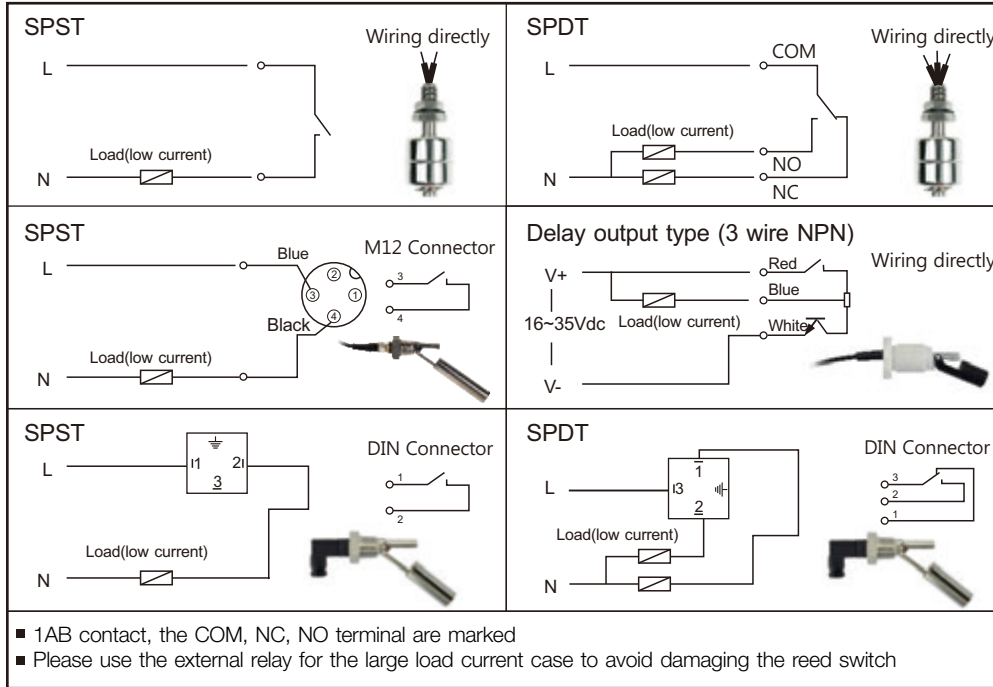 SPST
Wiring directly
L
Load(low current)
N
SPDT
Wiring directly
COM
L
Load(low current)
NO
N
NC
SPST
M12 Connector
L
Blue
2
3
1
4
Black
3
4
Load(low current)
N
Delay output type (3 wire NPN)
Wiring directly
V+
Red
Blue
16~35Vdc
Load(low current)
White
V-
SPST
DIN Connector
L
1
2
3
1
2
Load(low current)
N
SPDT
DIN Connector
1
L
3
2
3
2
1
Load(low current)
N
■ 1AB contact, the COM, NC, NO terminal are marked
■ Please use the external relay for the large load current case to avoid damaging the reed switch